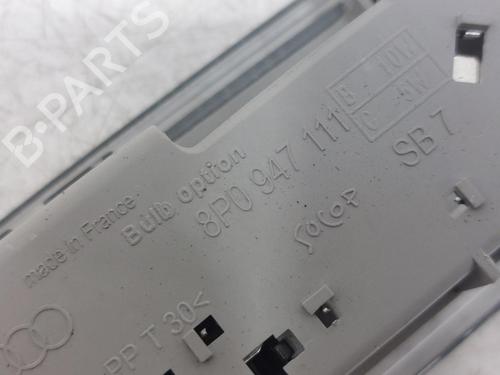 made in France
Bulb option
8P0 947 111
B 10W
C 5W
SOCOP
SB 7
PP T 30<
B-PARTS